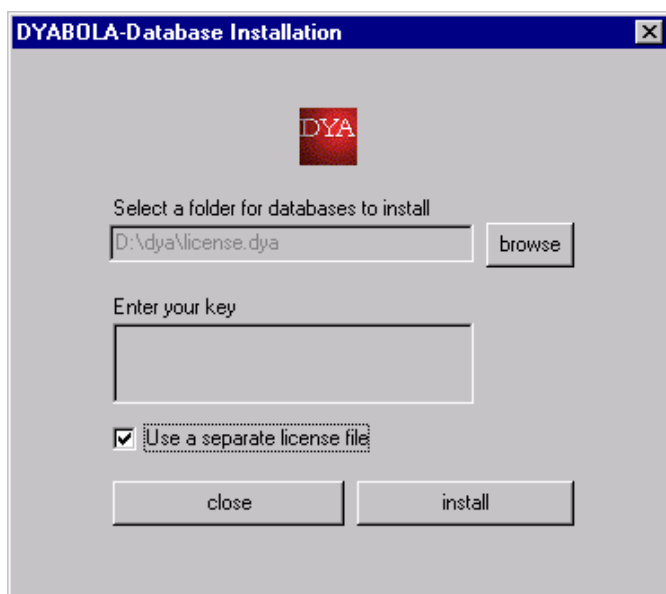 DYABOLA-Database Installation
DYA
Select a folder for databases to install
D:\dya\license.dya
browse
Enter your key
Use a separate license file
close
install